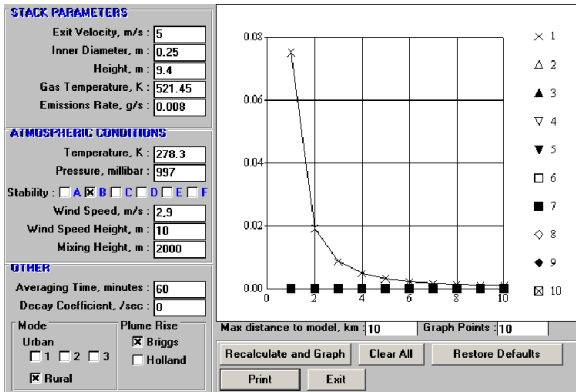 STACK PARAMETERS
Exit Velocity, m/s : 5
Inner Diameter, m : 0.25
Height, m : 9.4
Gas Temperature, K : 521.45
Emissions Rate, g/s : 0.008
ATMOSPHERIC CONDITIONS
Temperature, K : 278.3
Pressure, millibar : 997
Stability : A B C D E F
Wind Speed, m/s : 2.9
Wind Speed Height, m : 10
Mixing Height, m : 2000
OTHER
Averaging Time, minutes : 60
Decay Coefficient, /sec : 0
Mode
Urban
1 2 3
Rural
Plume Rise
Briggs
Holland
0.08
0.06
0.04
0.02
0.00
0 2 4 6 8 10
1
2
3
4
5
6
7
8
9
10
Max distance to model, km : 10 Graph Points : 10
Recalculate and Graph Clear All Restore Defaults
Print Exit